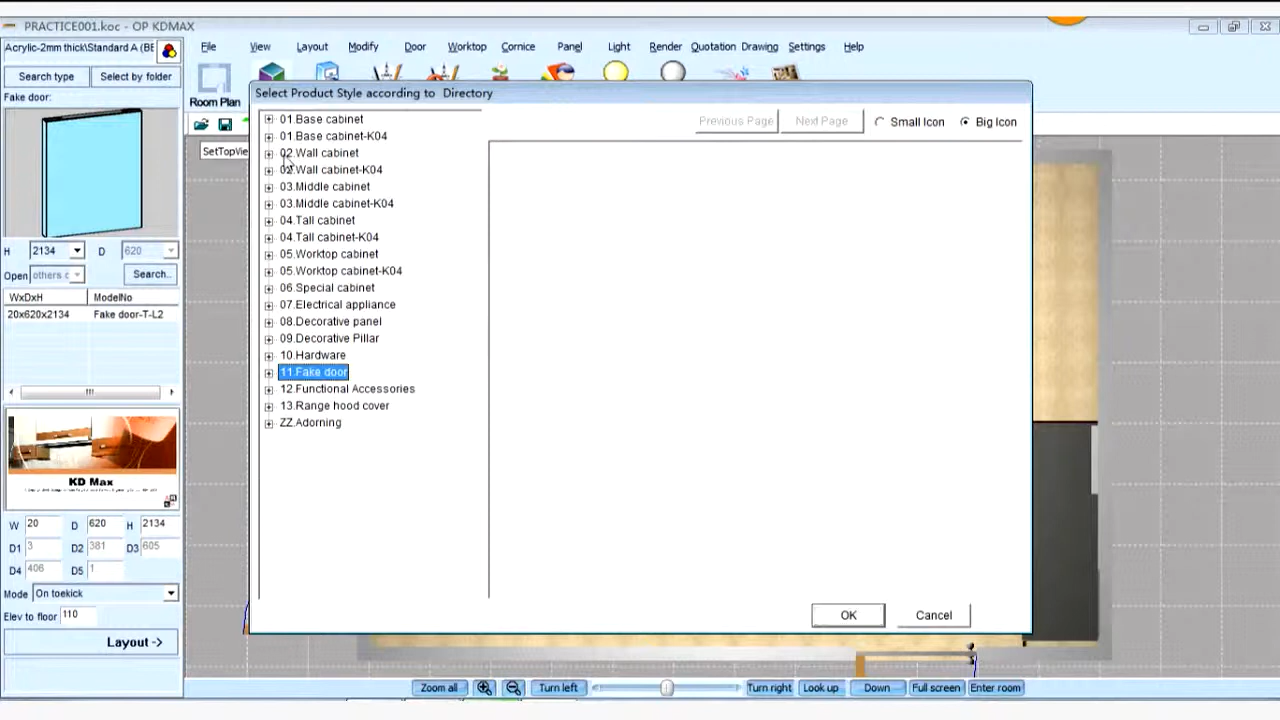 PRACTICE001.koc - OP KDMAX
Acrylic-2mm thick\Standard A (BE
File View Layout Modify Door Worktop Cornice Panel Light Render Quotation Drawing Settings Help
Search type Select by folder
Fake door:
Room Plan
Select Product Style according to Directory
Previous Page Next Page Small Icon Big Icon
SetTopVie
01.Base cabinet
01.Base cabinet-K04
02.Wall cabinet
02.Wall cabinet-K04
03.Middle cabinet
03.Middle cabinet-K04
04.Tall cabinet
04.Tall cabinet-K04
05.Worktop cabinet
05.Worktop cabinet-K04
06.Special cabinet
07.Electrical appliance
08.Decorative panel
09.Decorative Pillar
10.Hardware
11.Fake door
12.Functional Accessories
13.Range hood cover
ZZ.Adorning
H 2134 D 620
Open others c Search..
WxDxH ModelNo
20x620x2134 Fake door-T-L2
KD Max
W 20 D 620 H 2134
D1 3 D2 381 D3 605
D4 406 D5 1
Mode On toekick
Elev to floor 110
Layout ->
OK Cancel
Zoom all Turn left Turn right Look up Down Full screen Enter room